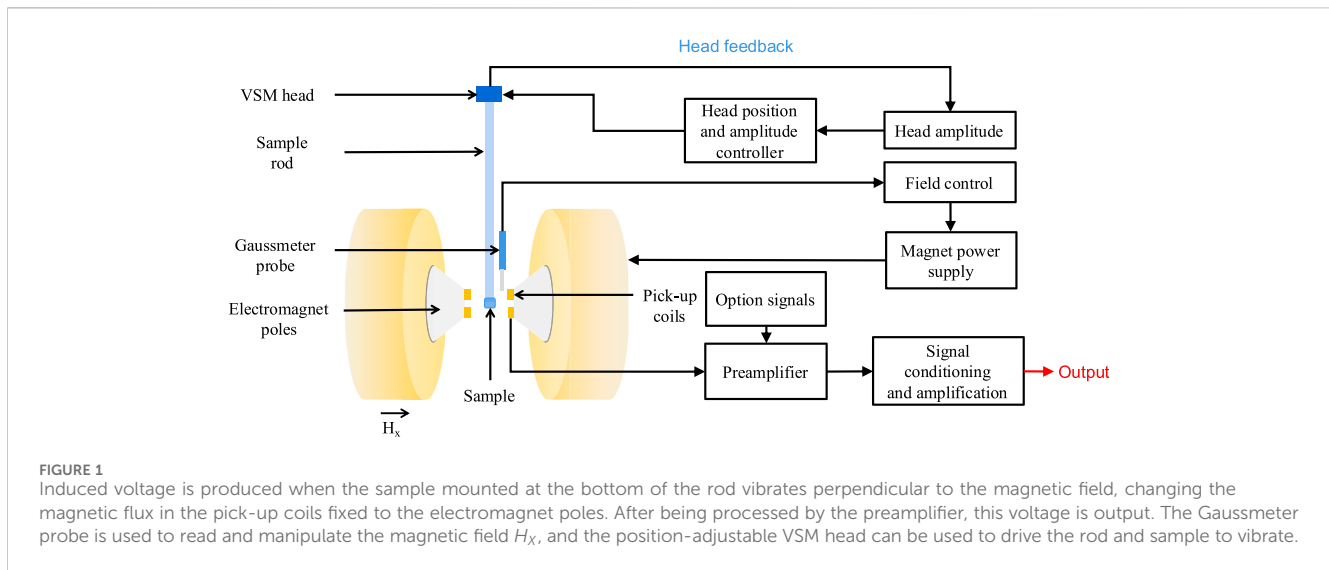 Head feedback
VSM head
Head position
and amplitude
controller
Head amplitude
Sample
rod
Field control
Gaussmeter
probe
Magnet power
supply
Electromagnet
poles
Pick-up
coils
Option signals
Preamplifier
Signal
conditioning
and amplification
Output
Sample
Hx
FIGURE 1
Induced voltage is produced when the sample mounted at the bottom of the rod vibrates perpendicular to the magnetic field, changing the
magnetic flux in the pick-up coils fixed to the electromagnet poles. After being processed by the preamplifier, this voltage is output. The Gaussmeter
probe is used to read and manipulate the magnetic field HX, and the position-adjustable VSM head can be used to drive the rod and sample to vibrate.